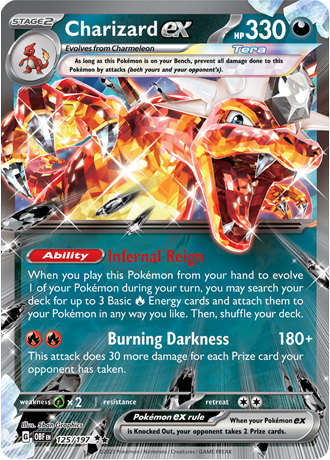 STAGE2 Charizard ex HP 330
Evolves from Charmeleon
Tera
As long as this Pokémon is on your Bench, prevent all damage done to this
Pokémon by attacks (both yours and your opponent's).
Ability Infernal Reign
When you play this Pokémon from your hand to evolve
1 of your Pokémon during your turn, you may search your
deck for up to 3 Basic Energy cards and attach them to
your Pokémon in any way you like. Then, shuffle your deck.
Burning Darkness 180+
This attack does 30 more damage for each Prize card your
opponent has taken.
weakness ×2 resistance retreat
Illus. 5ban Graphics
Pokémon ex rule
When your Pokémon ex
is Knocked Out, your opponent takes 2 Prize cards.
G OBF EN 125/197
©2023 Pokémon / Nintendo / Creatures / GAME FREAK